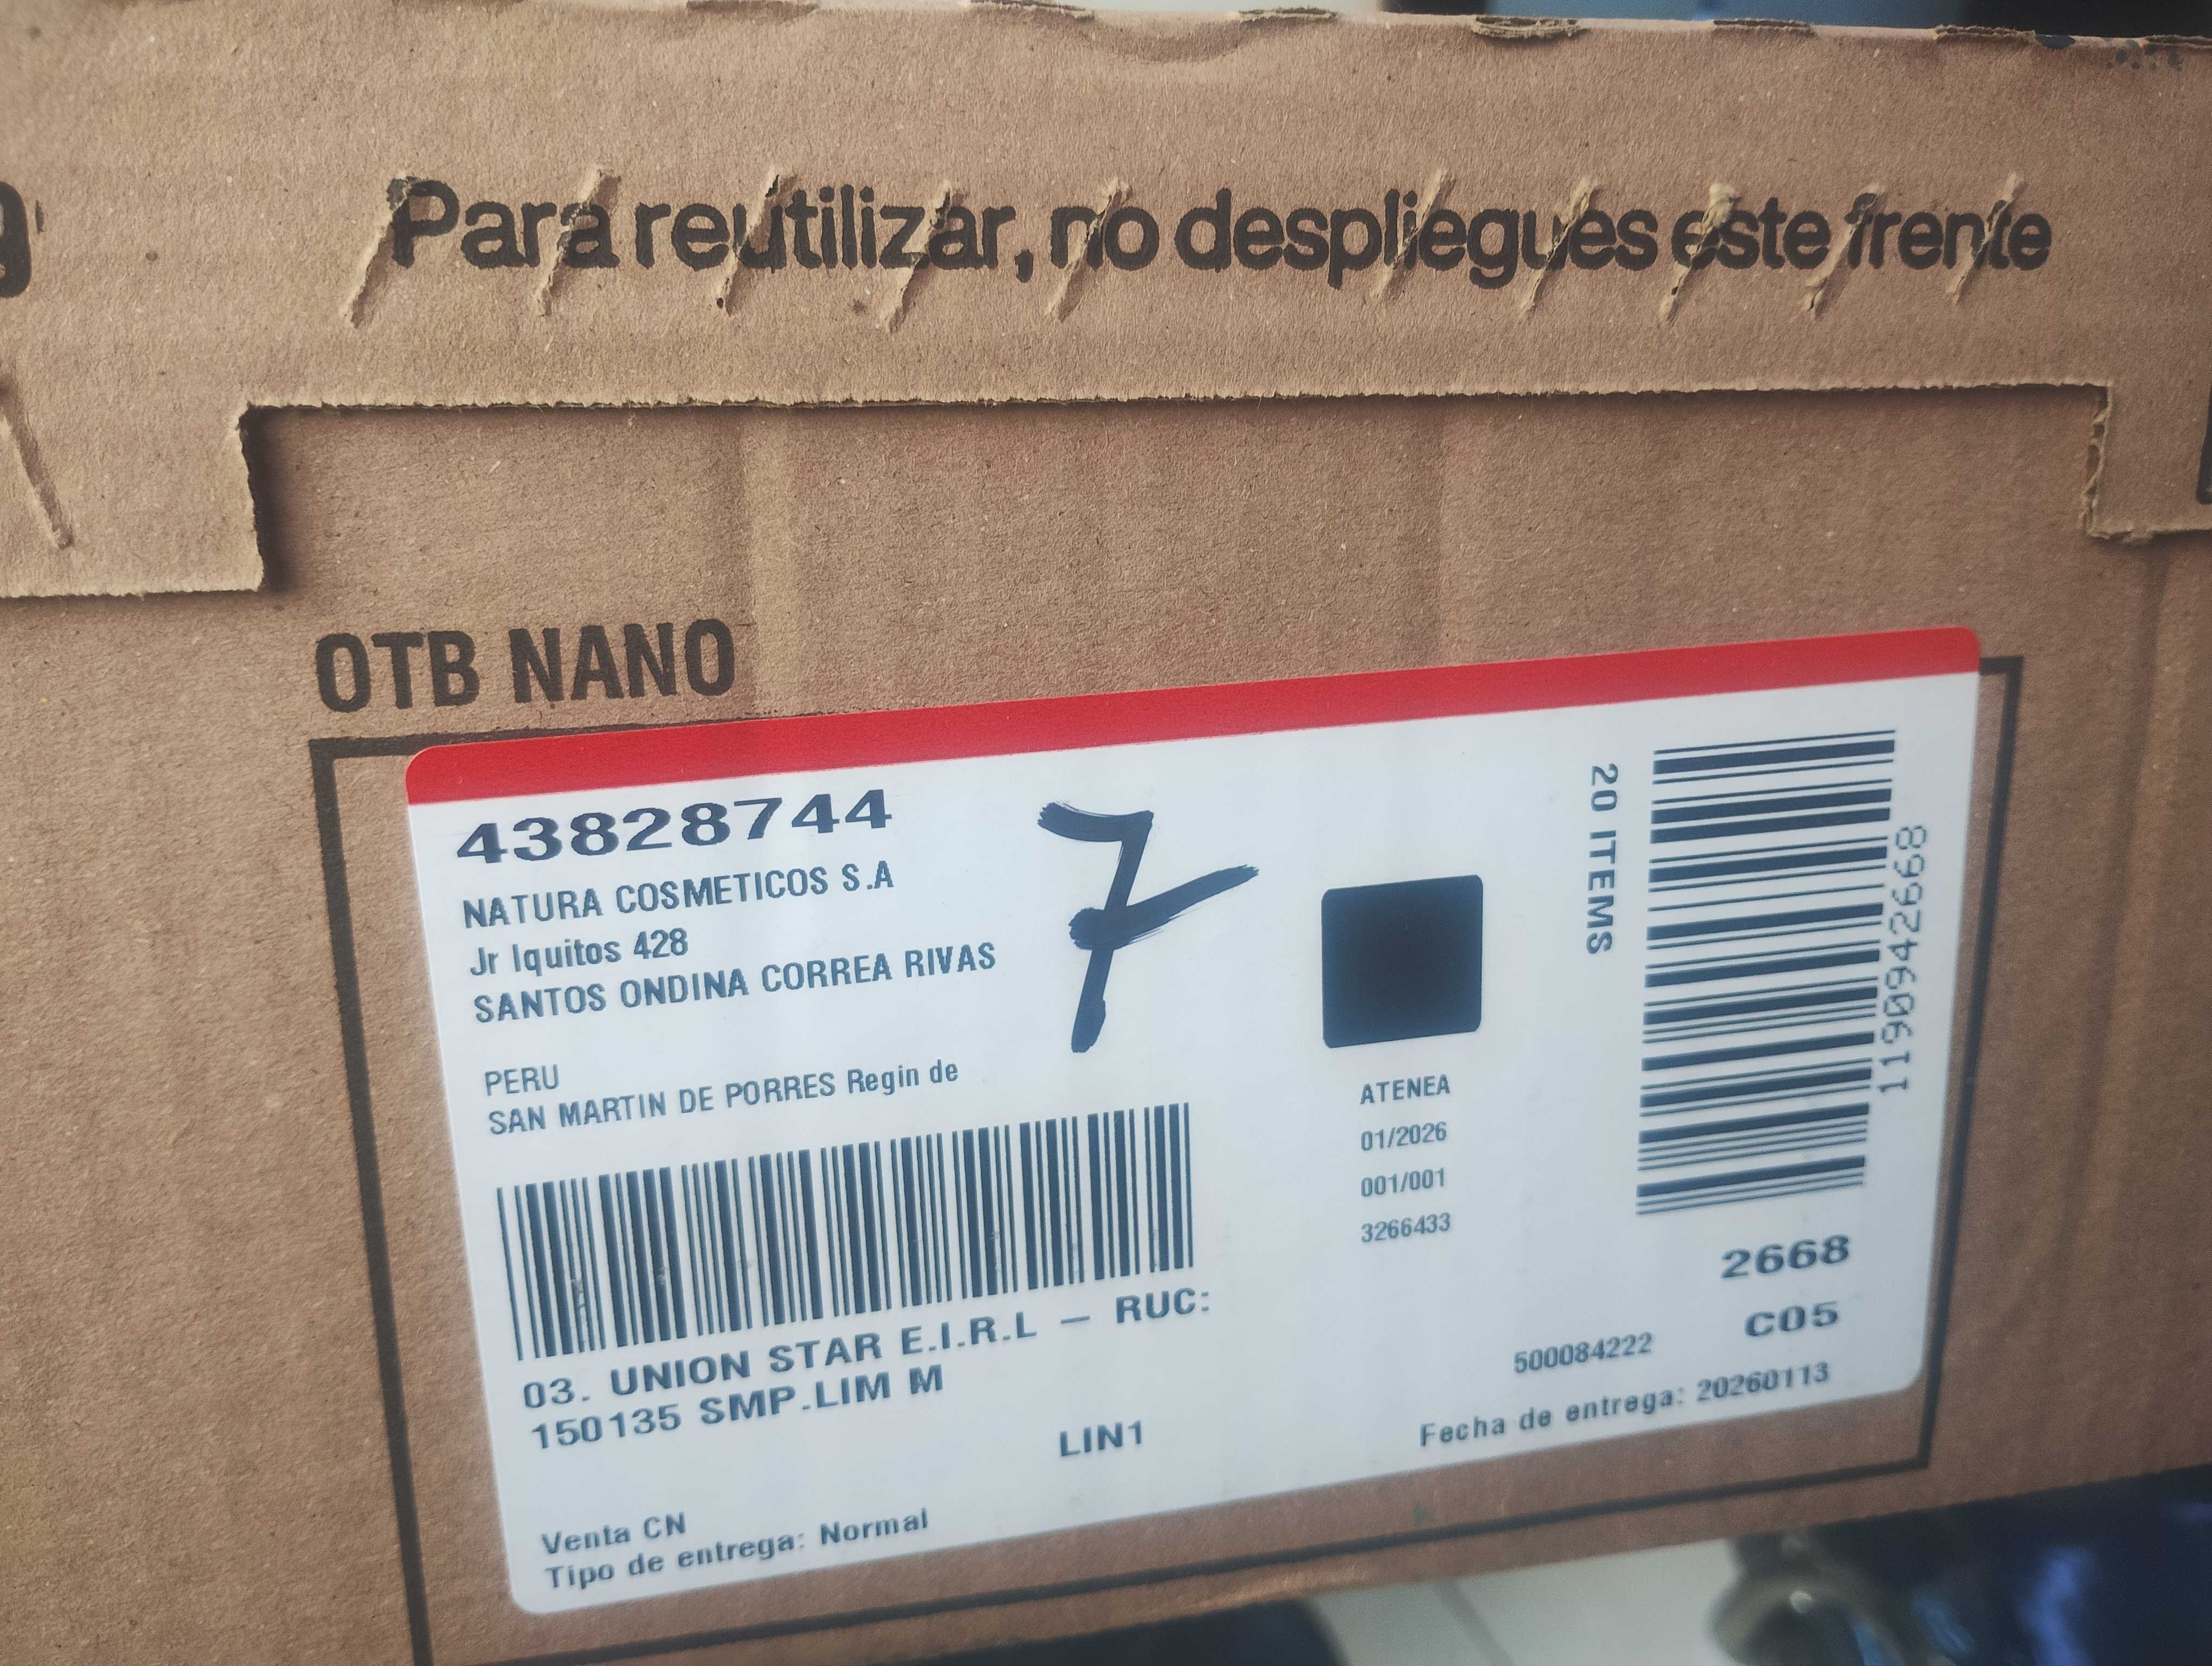 Para reutilizar, no despliegues este frente
OTB NANO
43828744
7
NATURA COSMETICOS S.A
Jr Iquitos 428
SANTOS ONDINA CORREA RIVAS
PERU
SAN MARTIN DE PORRES Regin de
03. UNION STAR E.I.R.L – RUC:
150135 SMP.LIM M
LIN1
Venta CN
Tipo de entrega: Normal
ATENEA
01/2026
001/001
3266433
20 ITEMS
1190942668
2668
C05
500084222
Fecha de entrega: 20260113